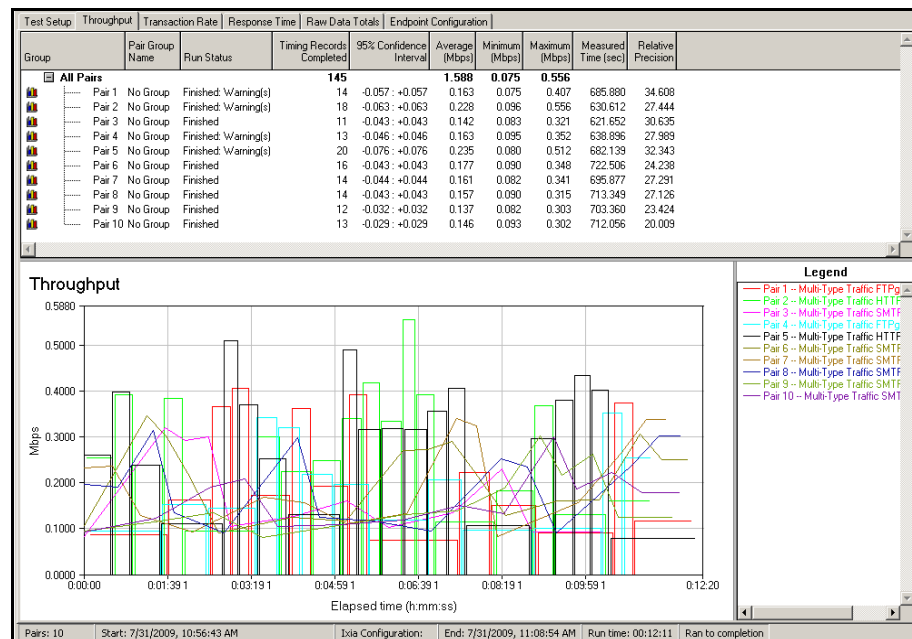 Test Setup Throughput Transaction Rate Response Time Raw Data Totals Endpoint Configuration
Group Pair Group Name Run Status Timing Records Completed 95% Confidence Interval Average (Mbps) Minimum (Mbps) Maximum (Mbps) Measured Time (sec) Relative Precision
All Pairs 145 1.588 0.075 0.556
Pair 1 No Group Finished: Warning(s) 14 -0.057 : +0.057 0.163 0.075 0.407 685.880 34.608
Pair 2 No Group Finished: Warning(s) 18 -0.063 : +0.063 0.228 0.096 0.556 630.612 27.444
Pair 3 No Group Finished 11 -0.043 : +0.043 0.142 0.083 0.321 621.652 30.635
Pair 4 No Group Finished: Warning(s) 13 -0.046 : +0.046 0.163 0.095 0.352 638.896 27.989
Pair 5 No Group Finished: Warning(s) 20 -0.076 : +0.076 0.235 0.080 0.512 682.139 32.343
Pair 6 No Group Finished 16 -0.043 : +0.043 0.177 0.090 0.348 722.506 24.238
Pair 7 No Group Finished 14 -0.044 : +0.044 0.161 0.082 0.341 695.877 27.291
Pair 8 No Group Finished 14 -0.043 : +0.043 0.157 0.090 0.315 713.349 27.126
Pair 9 No Group Finished 12 -0.032 : +0.032 0.137 0.082 0.303 703.360 23.424
Pair 10 No Group Finished 13 -0.029 : +0.029 0.146 0.093 0.302 712.056 20.009
Throughput
0.5880
0.5000
0.4000
0.3000
0.2000
0.1000
0.0000
Mbps
0:00:00 0:01:39 1 0:03:19 1 0:04:59 1 0:06:39 1 0:08:19 1 0:09:59 1 0:12:20
Elapsed time (h:mm:ss)
Legend
Pair 1 -- Multi-Type Traffic FTPg
Pair 2 -- Multi-Type Traffic HTTF
Pair 3 -- Multi-Type Traffic SMTF
Pair 4 -- Multi-Type Traffic FTPg
Pair 5 -- Multi-Type Traffic HTTF
Pair 6 -- Multi-Type Traffic SMTF
Pair 7 -- Multi-Type Traffic SMTF
Pair 8 -- Multi-Type Traffic SMTF
Pair 9 -- Multi-Type Traffic SMTF
Pair 10 -- Multi-Type Traffic SMT
Pairs: 10 Start: 7/31/2009, 10:56:43 AM Ixia Configuration: End: 7/31/2009, 11:08:54 AM Run time: 00:12:11 Ran to completion